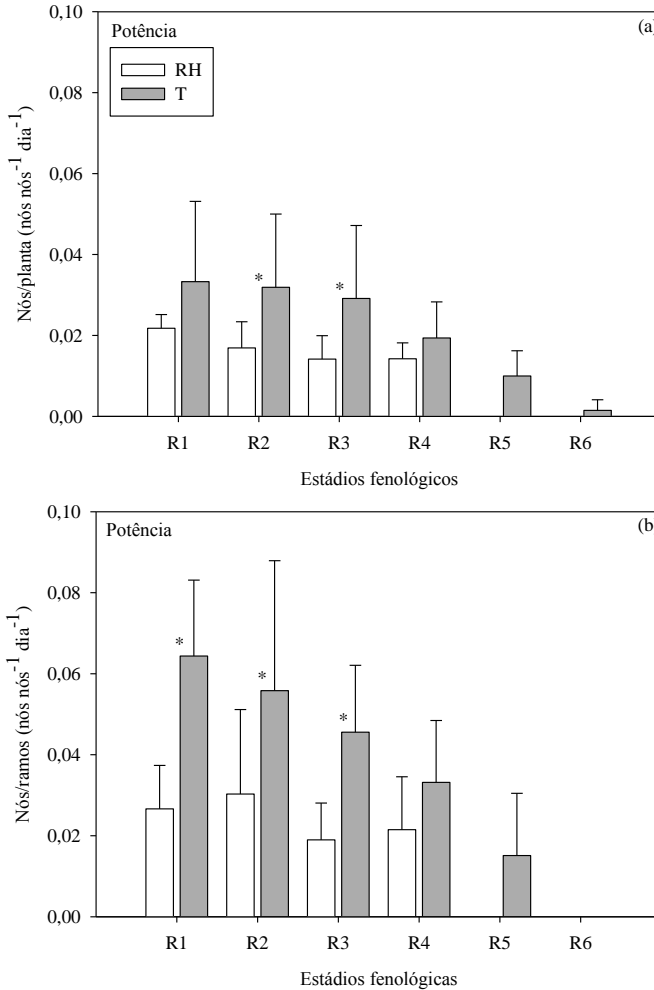 0,10
Potência
(a)
RH
T
0,08
0,06
0,04
0,02
0,00
Nós/planta (nós nós⁻¹ dia⁻¹)
*
*
R1 R2 R3 R4 R5 R6
Estádios fenológicos
0,10
Potência
(b
0,08
0,06
0,04
0,02
0,00
Nós/ramos (nós nós⁻¹ dia⁻¹)
*
*
*
R1 R2 R3 R4 R5 R6
Estádios fenológicas